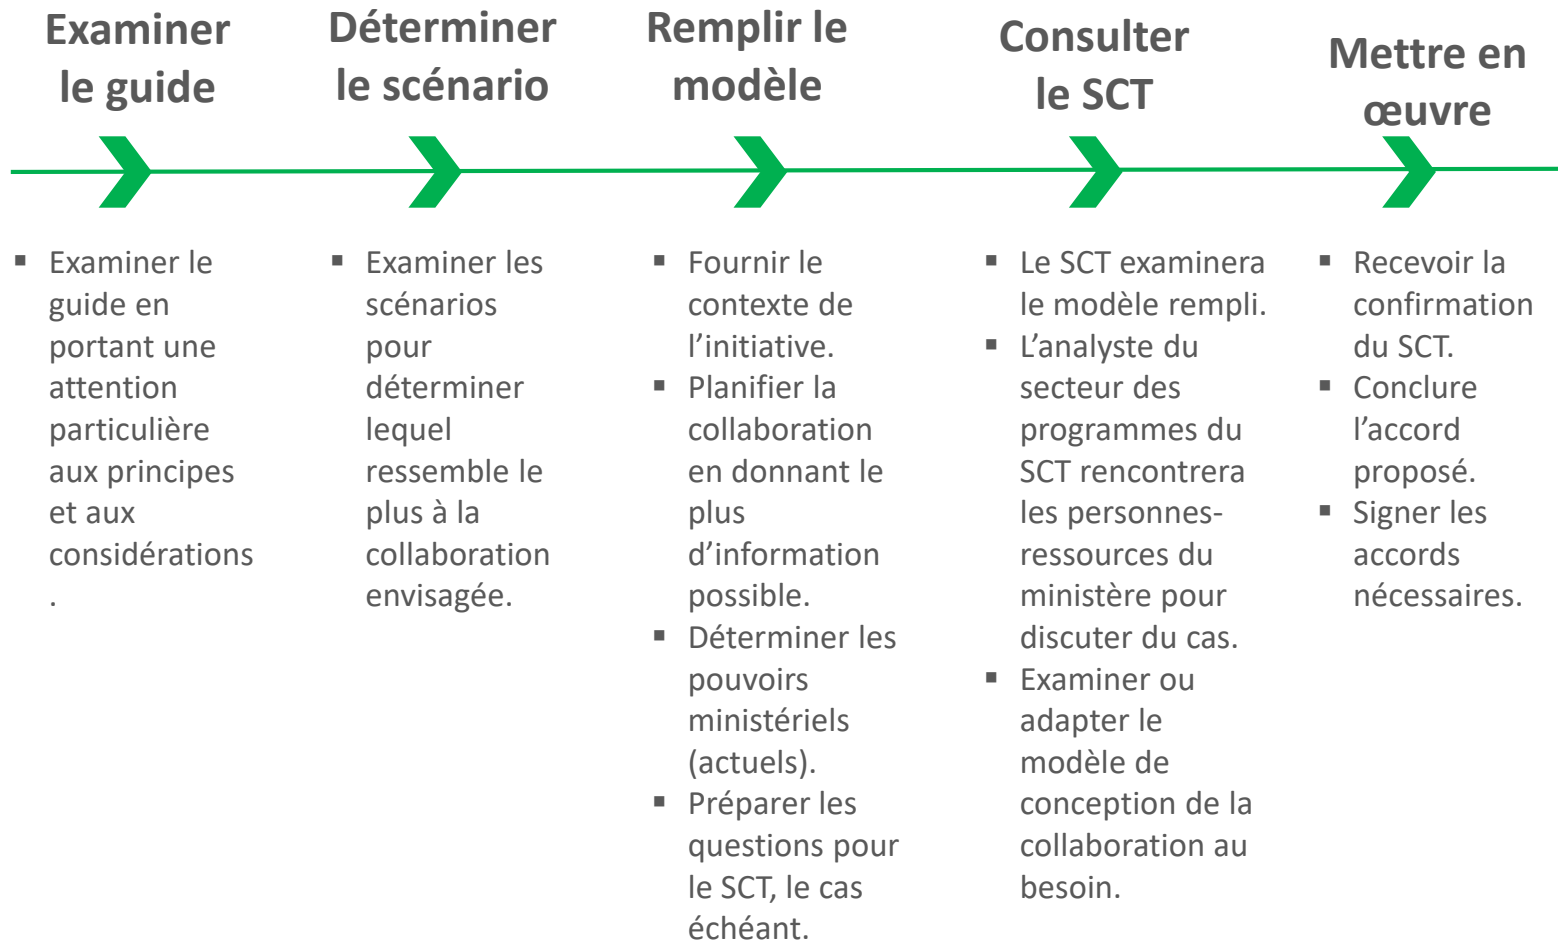 Examiner
le guide
▪ Examiner le
guide en
portant une
attention
particulière
aux principes
et aux
considérations
.
Déterminer
le scénario
▪ Examiner les
scénarios
pour
déterminer
lequel
ressemble le
plus à la
collaboration
envisagée.
Remplir le
modèle
▪ Fournir le
contexte de
l’initiative.
▪ Planifier la
collaboration
en donnant le
plus
d’information
possible.
▪ Déterminer les
pouvoirs
ministériels
(actuels).
▪ Préparer les
questions pour
le SCT, le cas
échéant.
Consulter
le SCT
▪ Le SCT examinera
le modèle rempli.
▪ L’analyste du
secteur des
programmes du
SCT rencontrera
les personnes-
ressources du
ministère pour
discuter du cas.
▪ Examiner ou
adapter le
modèle de
conception de la
collaboration au
besoin.
Mettre en
œuvre
▪ Recevoir la
confirmation
du SCT.
▪ Conclure
l’accord
proposé.
▪ Signer les
accords
nécessaires.